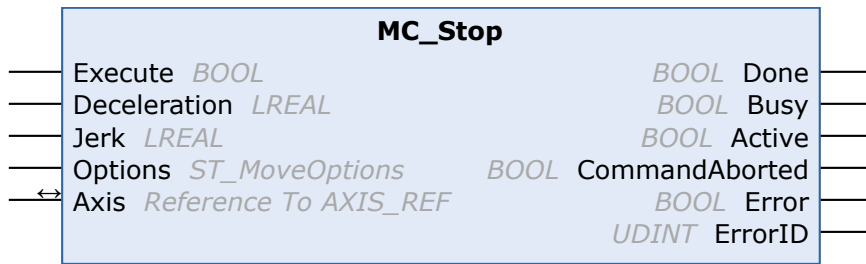 MC_Stop
Execute BOOL BOOL Done
Deceleration LREAL BOOL Busy
Jerk LREAL BOOL Active
Options ST_MoveOptions BOOL CommandAborted
↔ Axis Reference To AXIS_REF BOOL Error
UDINT ErrorID